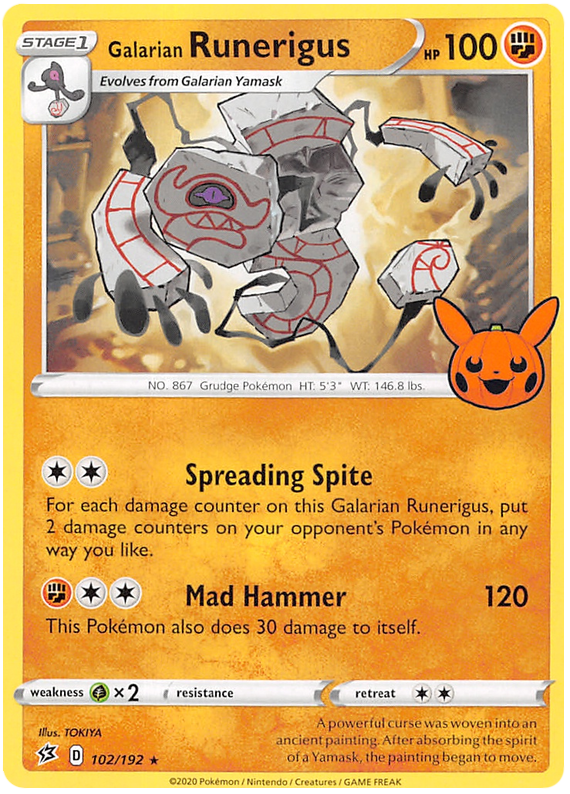 STAGE1
Galarian Runerigus HP 100
Evolves from Galarian Yamask
NO. 867 Grudge Pokémon HT: 5'3" WT: 146.8 lbs.
Spreading Spite
For each damage counter on this Galarian Runerigus, put
2 damage counters on your opponent's Pokémon in any
way you like.
Mad Hammer 120
This Pokémon also does 30 damage to itself.
weakness ×2 resistance retreat
Illus. TOKIYA
A powerful curse was woven into an
ancient painting. After absorbing the spirit
of a Yamask, the painting began to move.
D 102/192 ★
©2020 Pokémon / Nintendo / Creatures / GAME FREAK